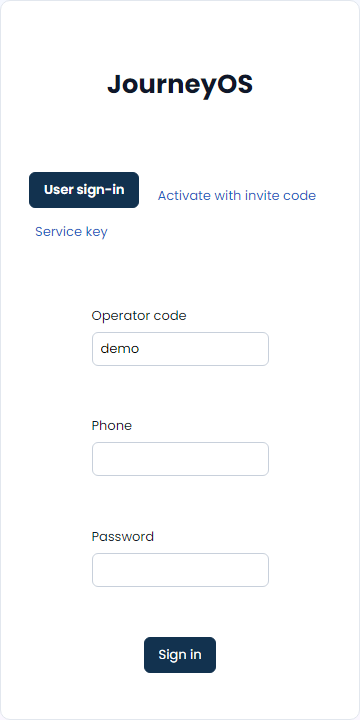 JourneyOS
User sign-in
Activate with invite code
Service key
Operator code
demo
Phone
Password
Sign in